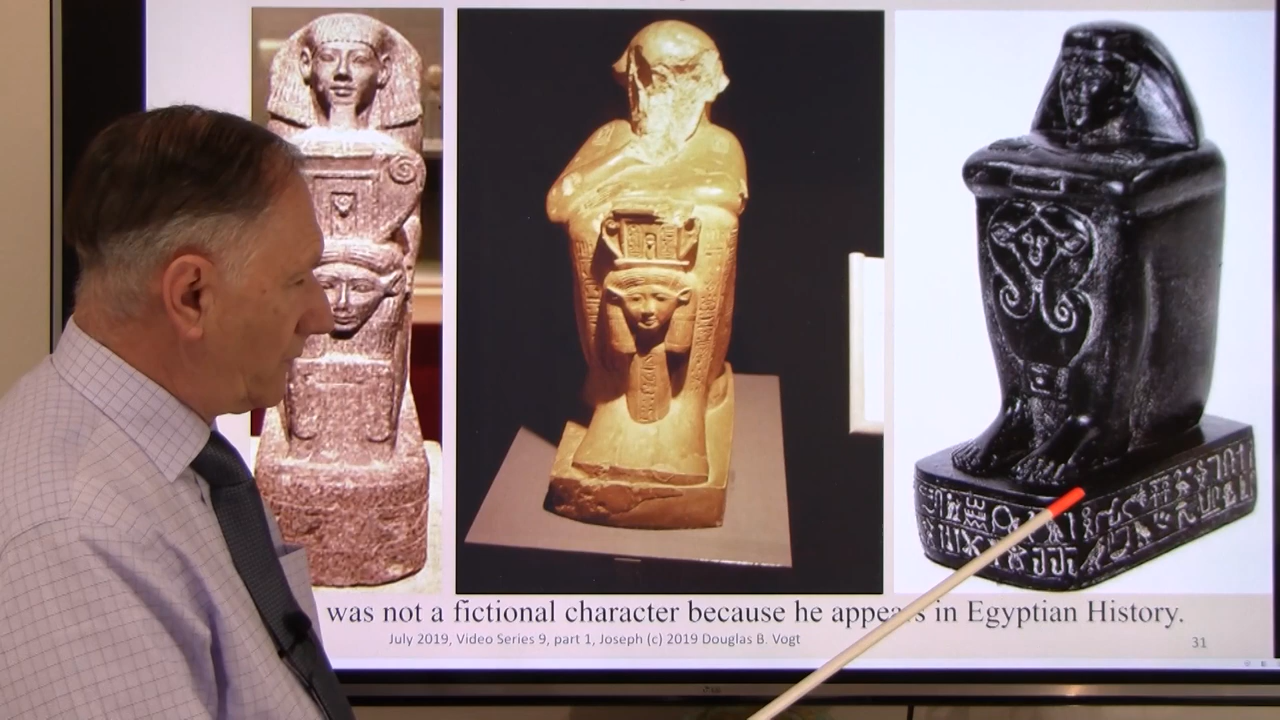 was not a fictional character because he appears in Egyptian History.
July 2019, Video Series 9, part 1, Joseph (c) 2019 Douglas B. Vogt
31